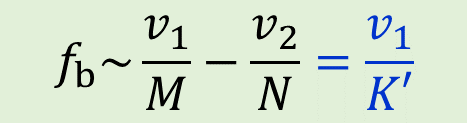 f_b ~ v_1/M − v_2/N = v_1/K′